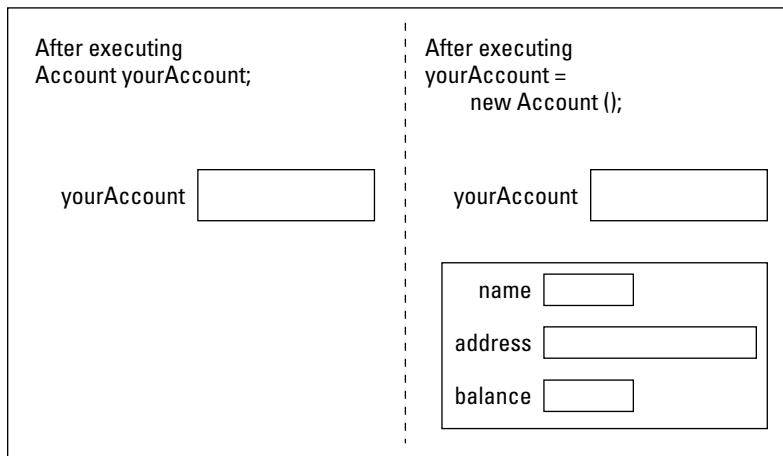 After executing
Account yourAccount;
yourAccount
After executing
yourAccount =
new Account ();
yourAccount
name
address
balance